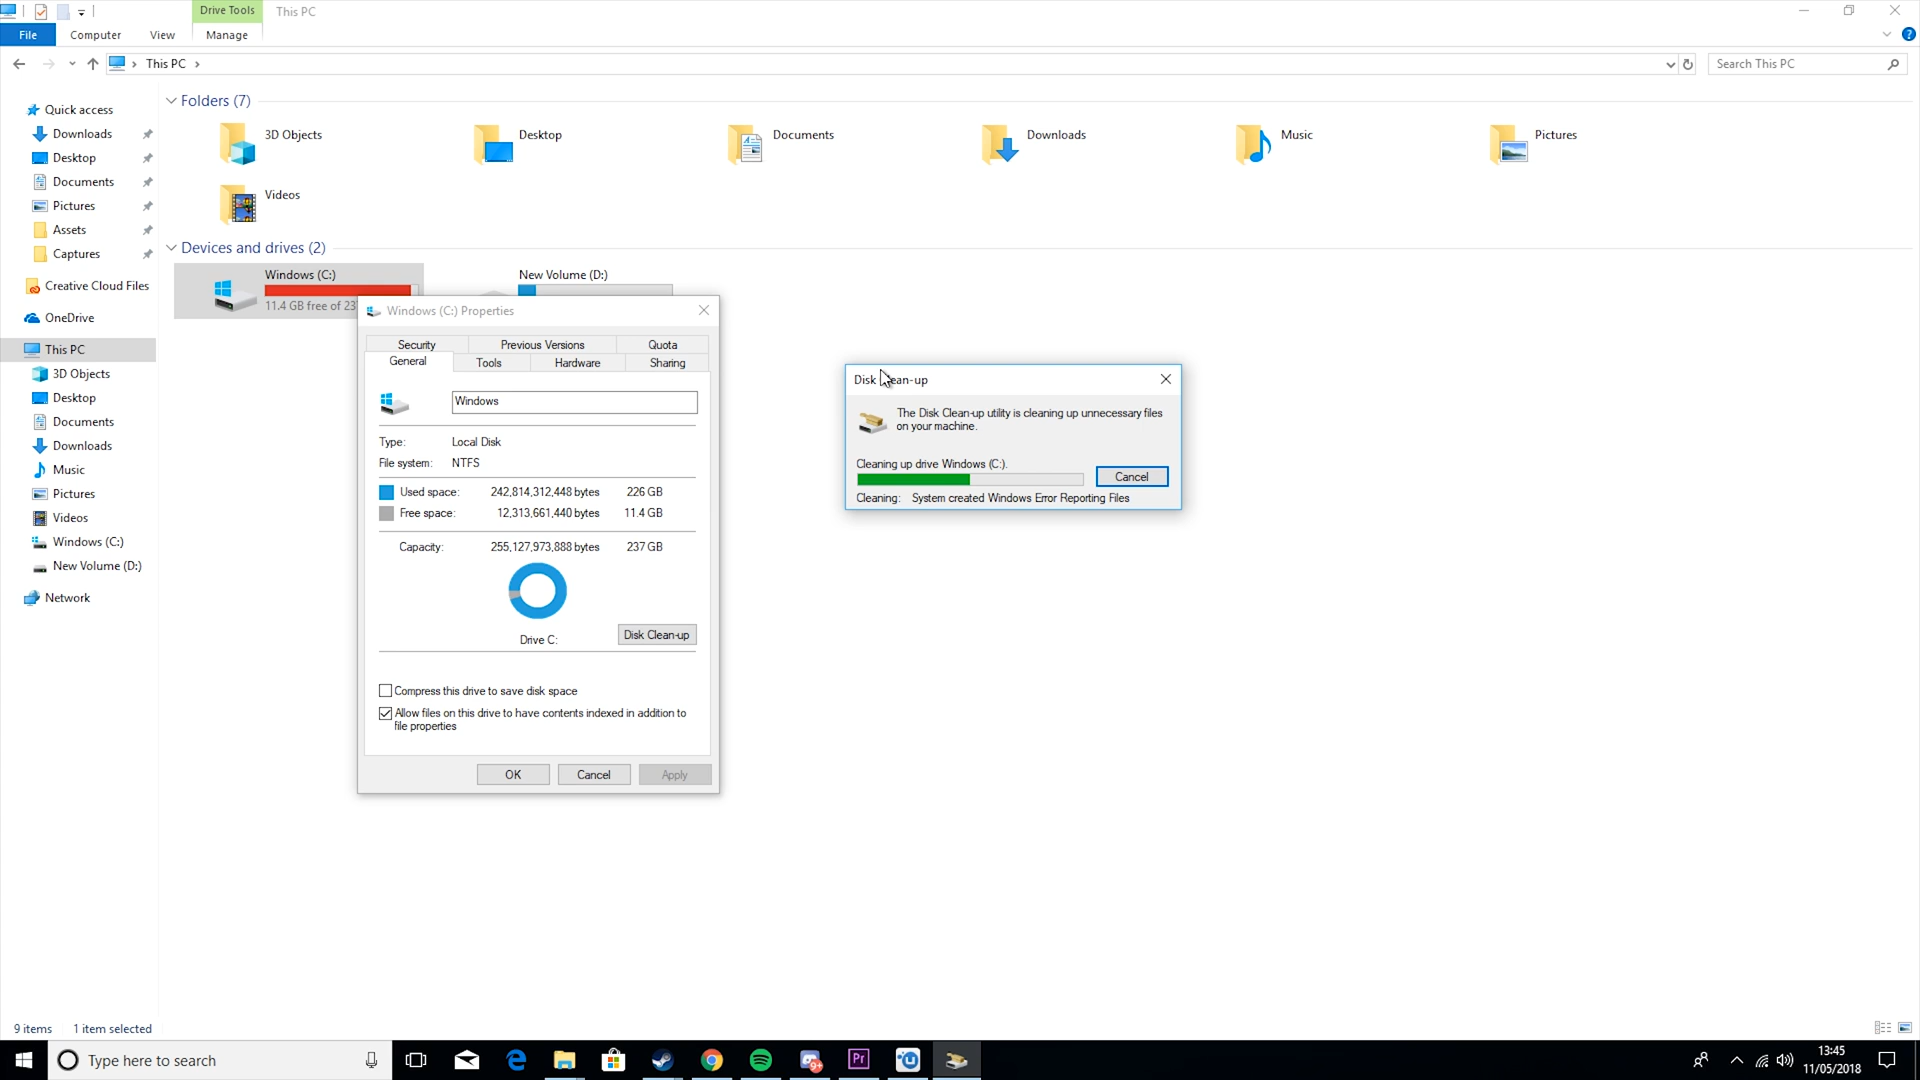 Drive Tools
This PC
File
Computer
View
Manage
This PC
Search This PC
Quick access
Downloads
Desktop
Documents
Pictures
Assets
Captures
Creative Cloud Files
OneDrive
This PC
3D Objects
Desktop
Documents
Downloads
Music
Pictures
Videos
Windows (C:)
New Volume (D:)
Network
Folders (7)
3D Objects
Desktop
Documents
Downloads
Music
Pictures
Videos
Devices and drives (2)
Windows (C:)
11.4 GB free of 23
New Volume (D:)
Windows (C:) Properties
Security
Previous Versions
Quota
General
Tools
Hardware
Sharing
Windows
Type: Local Disk
File system: NTFS
Used space: 242,814,312,448 bytes 226 GB
Free space: 12,313,661,440 bytes 11.4 GB
Capacity: 255,127,973,888 bytes 237 GB
Drive C:
Disk Clean-up
Compress this drive to save disk space
Allow files on this drive to have contents indexed in addition to
file properties
OK
Cancel
Apply
Disk ean-up
The Disk Clean-up utility is cleaning up unnecessary files
on your machine.
Cleaning up drive Windows (C:).
Cancel
Cleaning: System created Windows Error Reporting Files
9 items
1 item selected
Type here to search
9+
Pr
13:45
11/05/2018